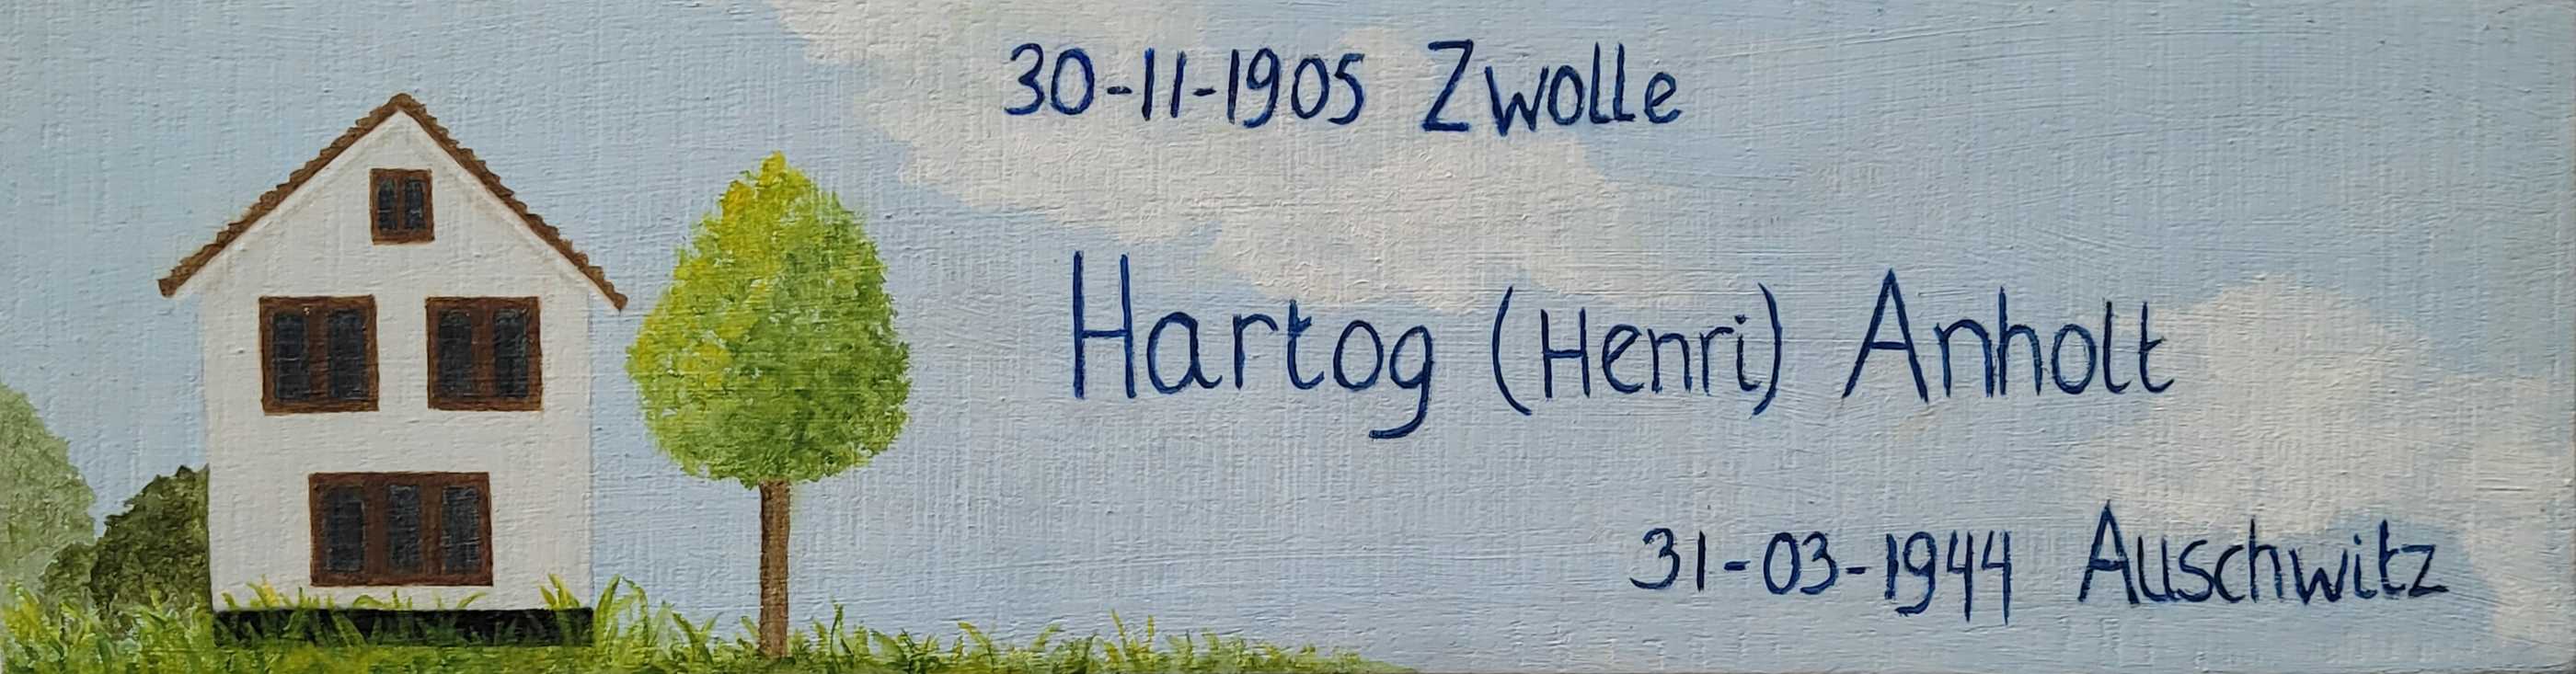 30-11-1905 Zwolle
Hartog (Henri) Anholt
31-03-1944 Auschwitz